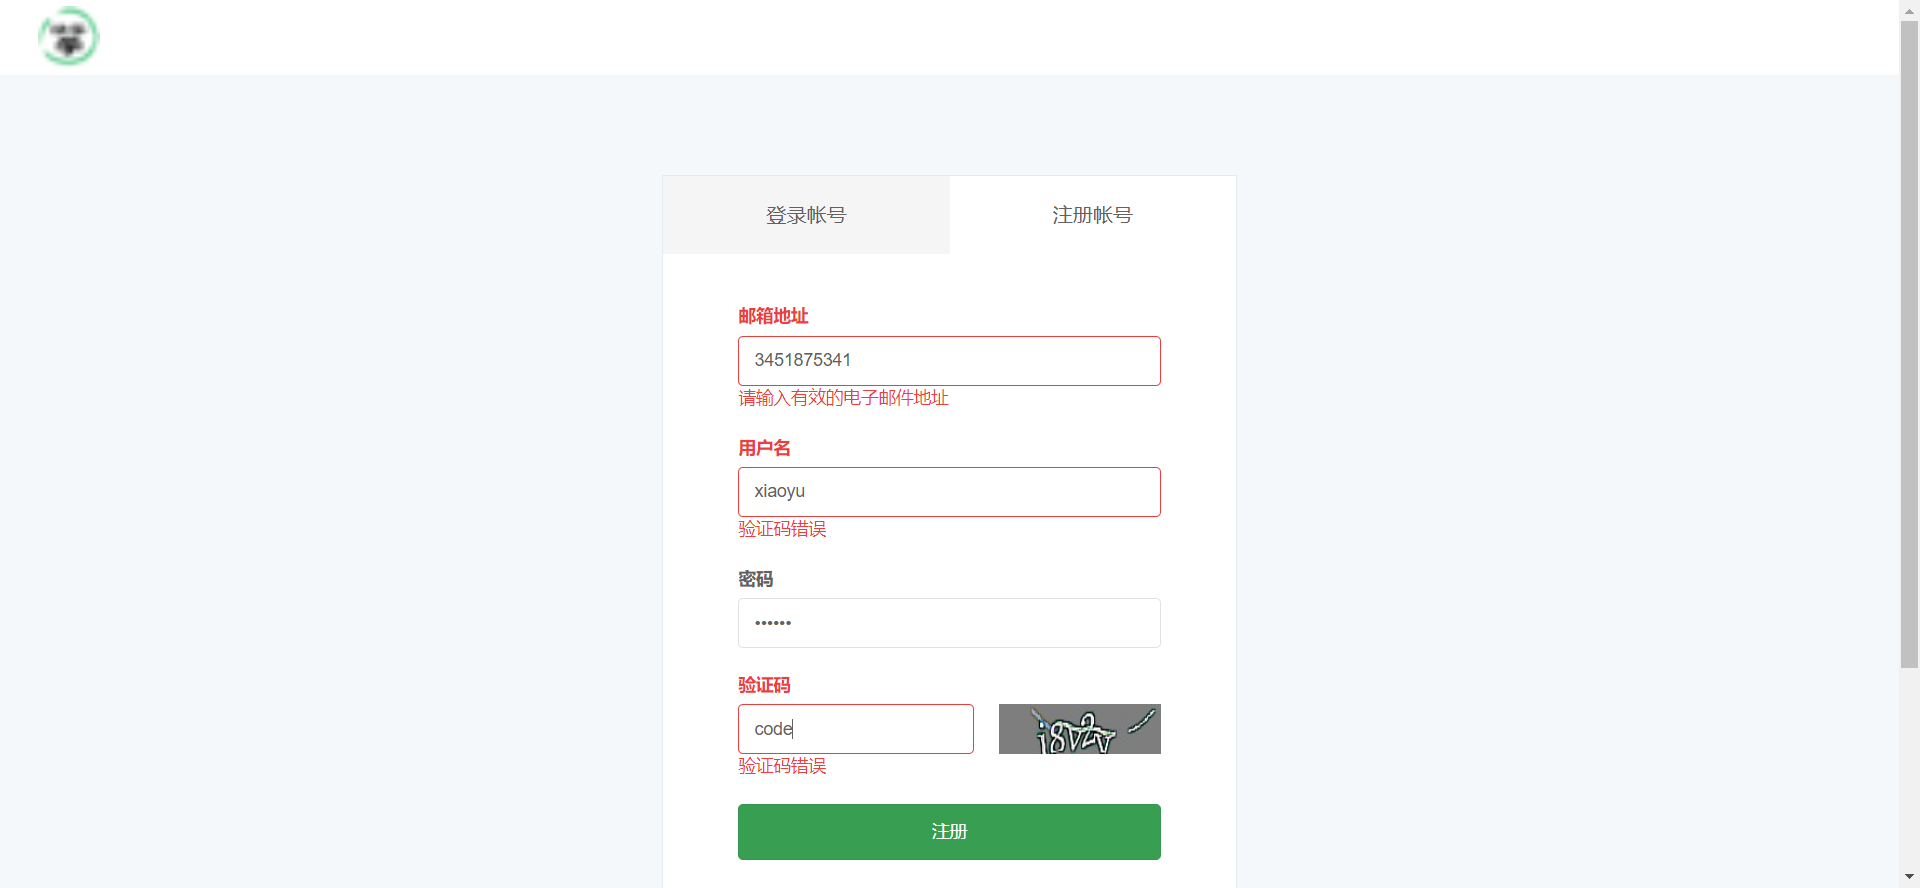 登录帐号
注册帐号
邮箱地址
3451875341
请输入有效的电子邮件地址
用户名
xiaoyu
验证码错误
密码
••••••
验证码
code
验证码错误
注册